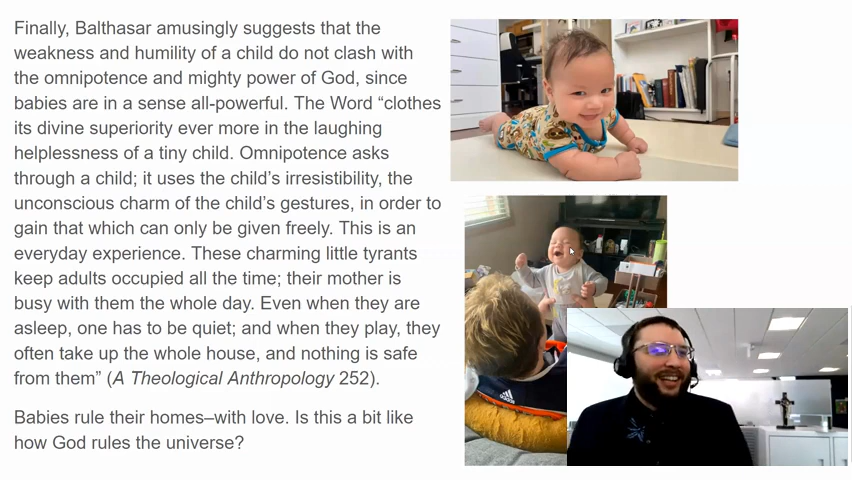 Finally, Balthasar amusingly suggests that the
weakness and humility of a child do not clash with
the omnipotence and mighty power of God, since
babies are in a sense all-powerful. The Word “clothes
its divine superiority ever more in the laughing
helplessness of a tiny child. Omnipotence asks
through a child; it uses the child’s irresistibility, the
unconscious charm of the child’s gestures, in order to
gain that which can only be given freely. This is an
everyday experience. These charming little tyrants
keep adults occupied all the time; their mother is
busy with them the whole day. Even when they are
asleep, one has to be quiet; and when they play, they
often take up the whole house, and nothing is safe
from them” (A Theological Anthropology 252).
Babies rule their homes–with love. Is this a bit like
how God rules the universe?